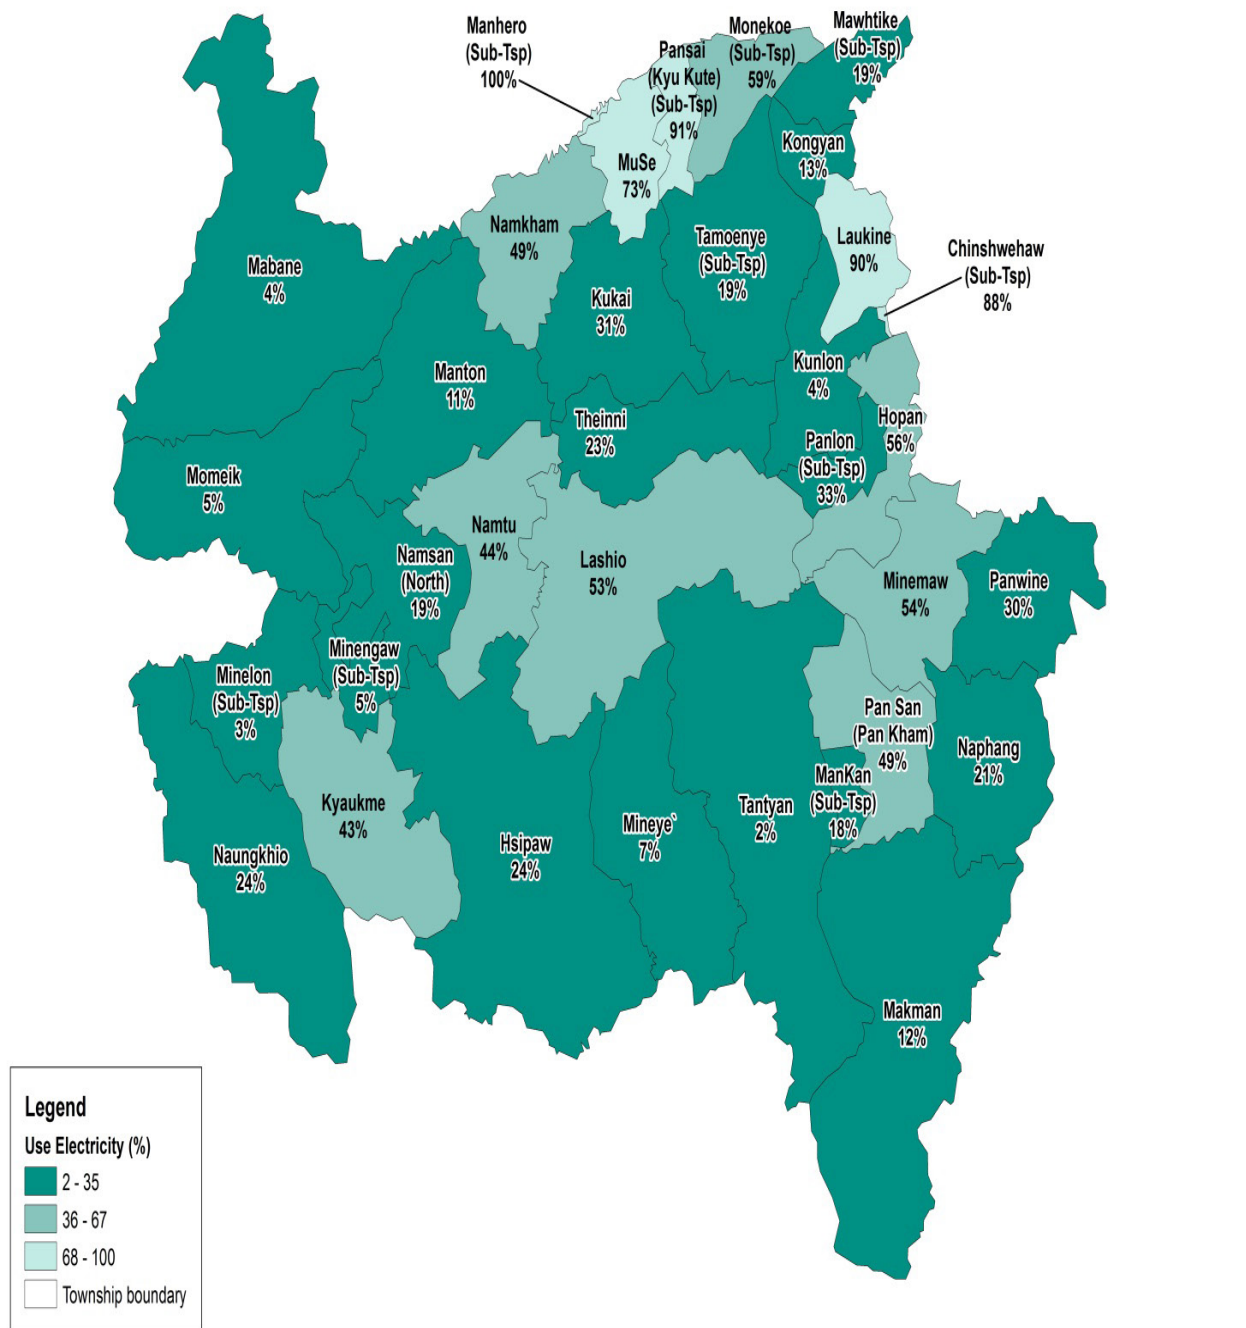 Manhero
(Sub-Tsp)
100%
Pansai
(Kyu Kute)
(Sub-Tsp)
91%
Monekoe
(Sub-Tsp)
59%
Mawhtike
(Sub-Tsp)
19%
Kongyan
13%
MuSe
73%
Namkham
49%
Tamoenye
(Sub-Tsp)
19%
Laukine
90%
Chinshwehaw
(Sub-Tsp)
88%
Mabane
4%
Kukai
31%
Manton
11%
Kunlon
4%
Theinni
23%
Hopan
56%
Panlon
(Sub-Tsp)
33%
Momeik
5%
Namtu
44%
Namsan
(North)
19%
Lashio
53%
Minemaw
54%
Panwine
30%
Minengaw
(Sub-Tsp)
5%
Minelon
(Sub-Tsp)
3%
Pan San
(Pan Kham)
49%
Naphang
21%
ManKan
(Sub-Tsp)
18%
Kyaukme
43%
Tantyan
2%
Mineye`
7%
Hsipaw
24%
Naungkhio
24%
Makman
12%
Legend
Use Electricity (%)
2 - 35
36 - 67
68 - 100
Township boundary